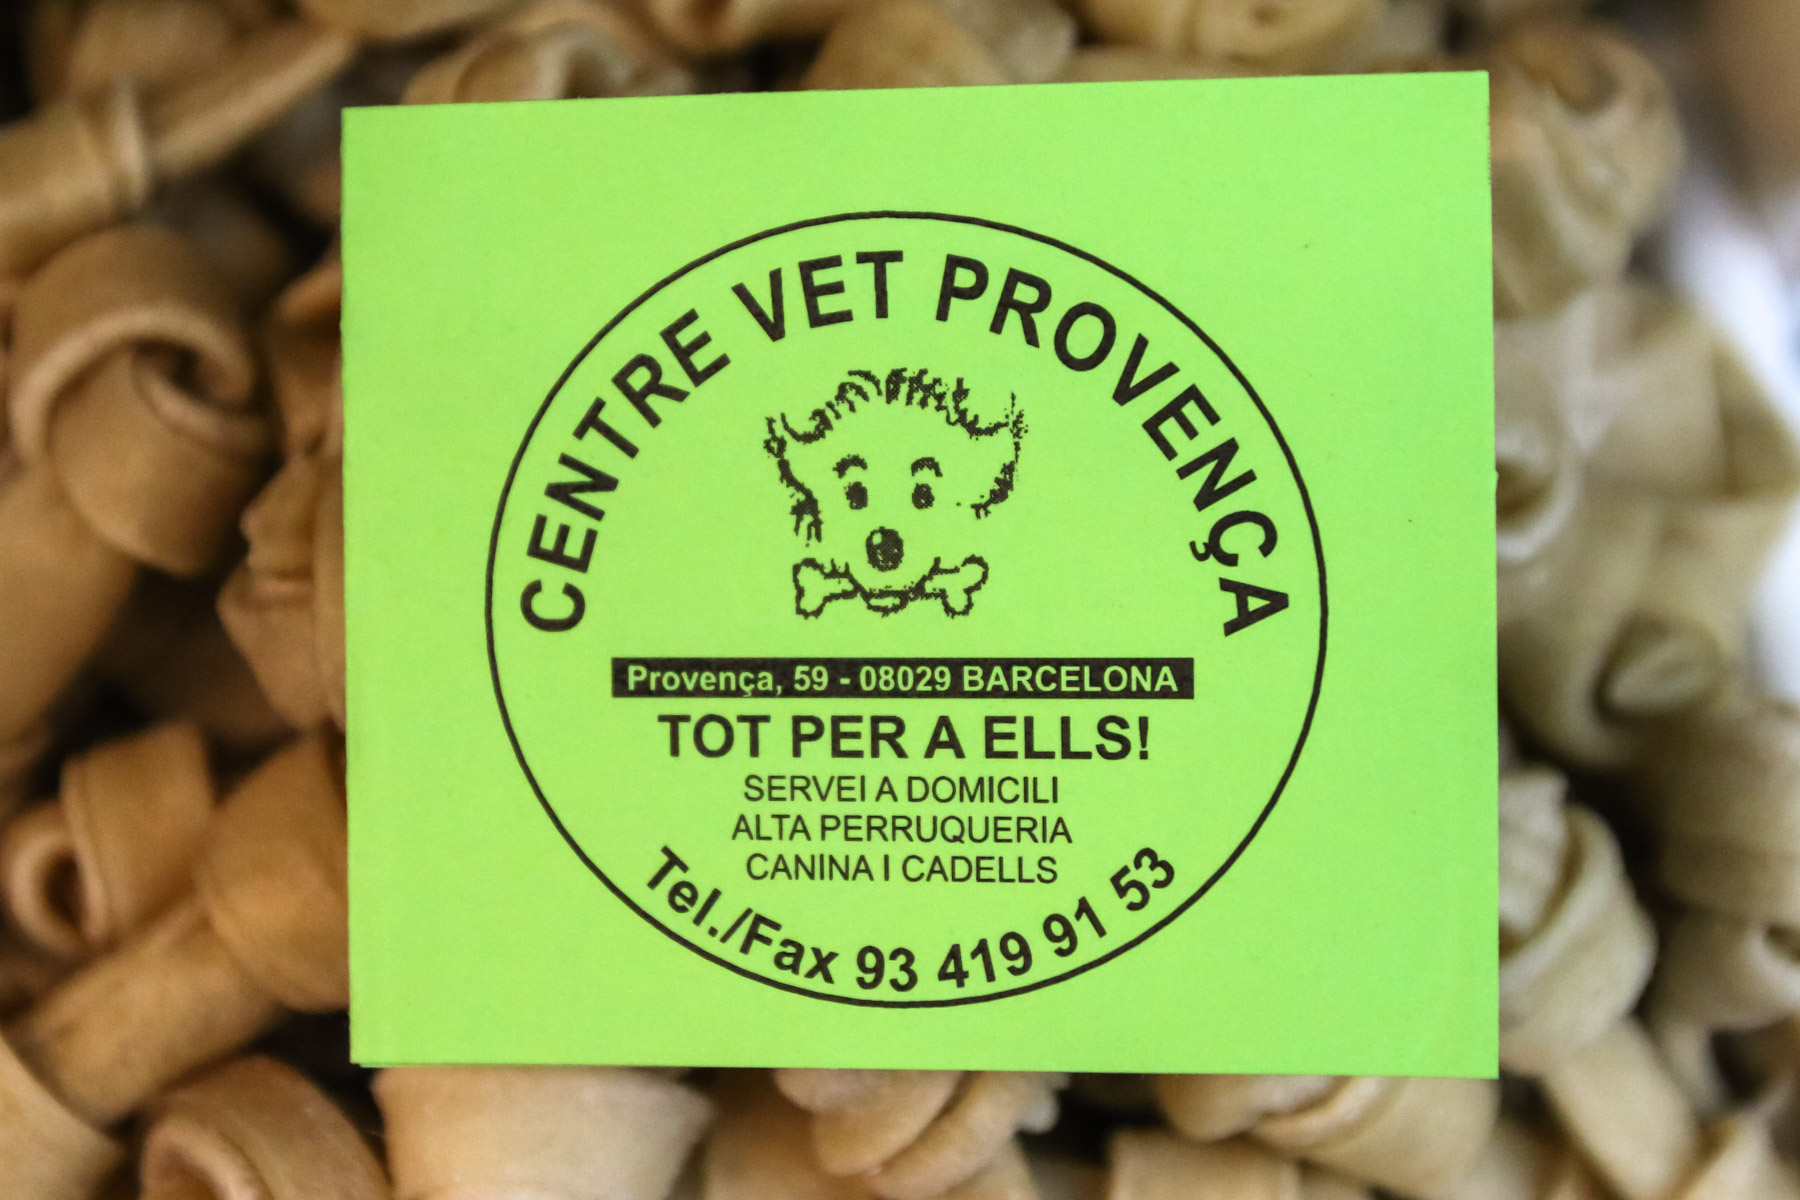 CENTRE VET PROVENÇA
Provença, 59 - 08029 BARCELONA
TOT PER A ELLS!
SERVEI A DOMICILI
ALTA PERRUQUERIA
CANINA I CADELLS
Tel./Fax 93 419 91 53